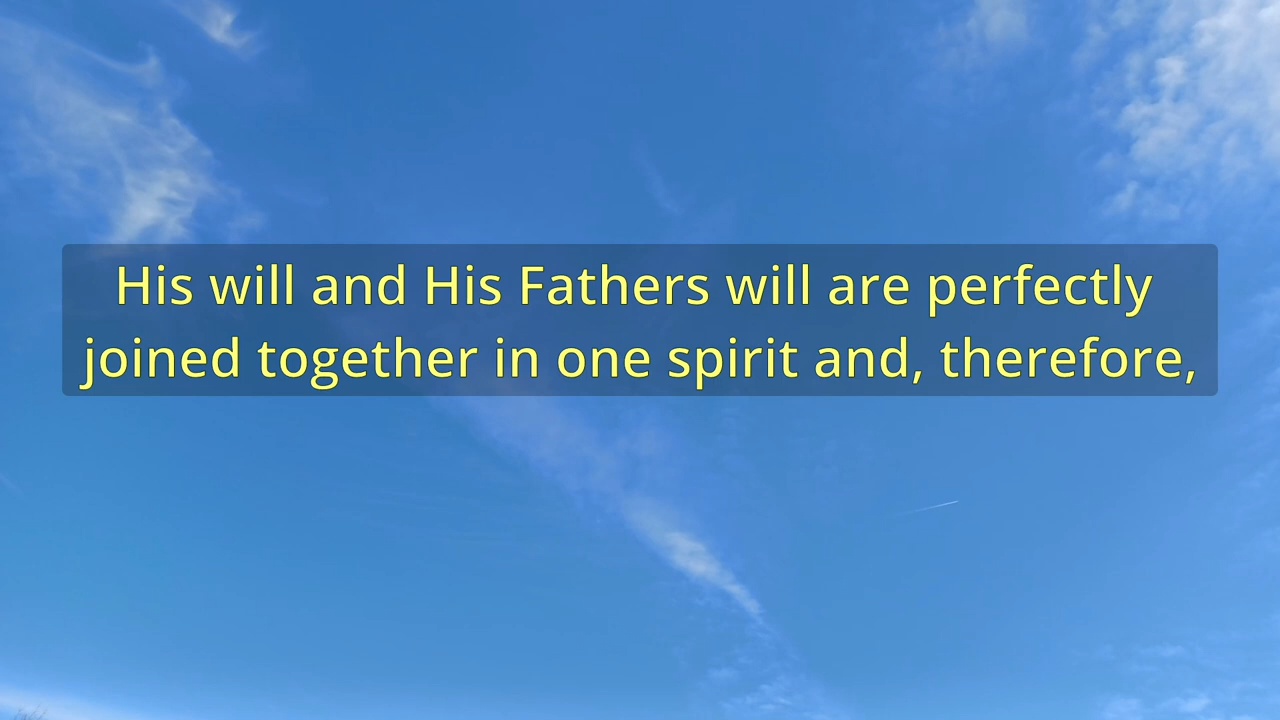 His will and His Fathers will are perfectly
joined together in one spirit and, therefore,